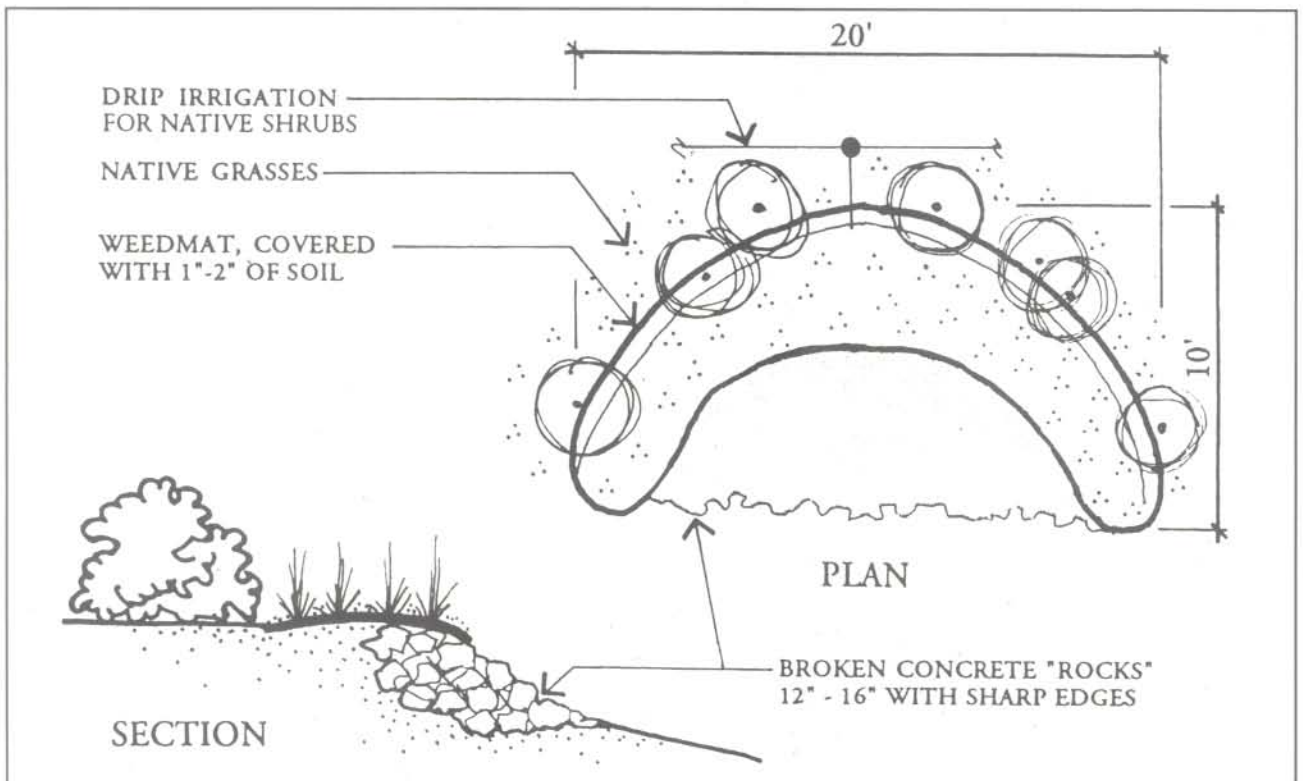 20'
DRIP IRRIGATION
FOR NATIVE SHRUBS
NATIVE GRASSES
WEEDMAT, COVERED
WITH 1"-2" OF SOIL
10'
PLAN
BROKEN CONCRETE "ROCKS"
12" - 16" WITH SHARP EDGES
SECTION